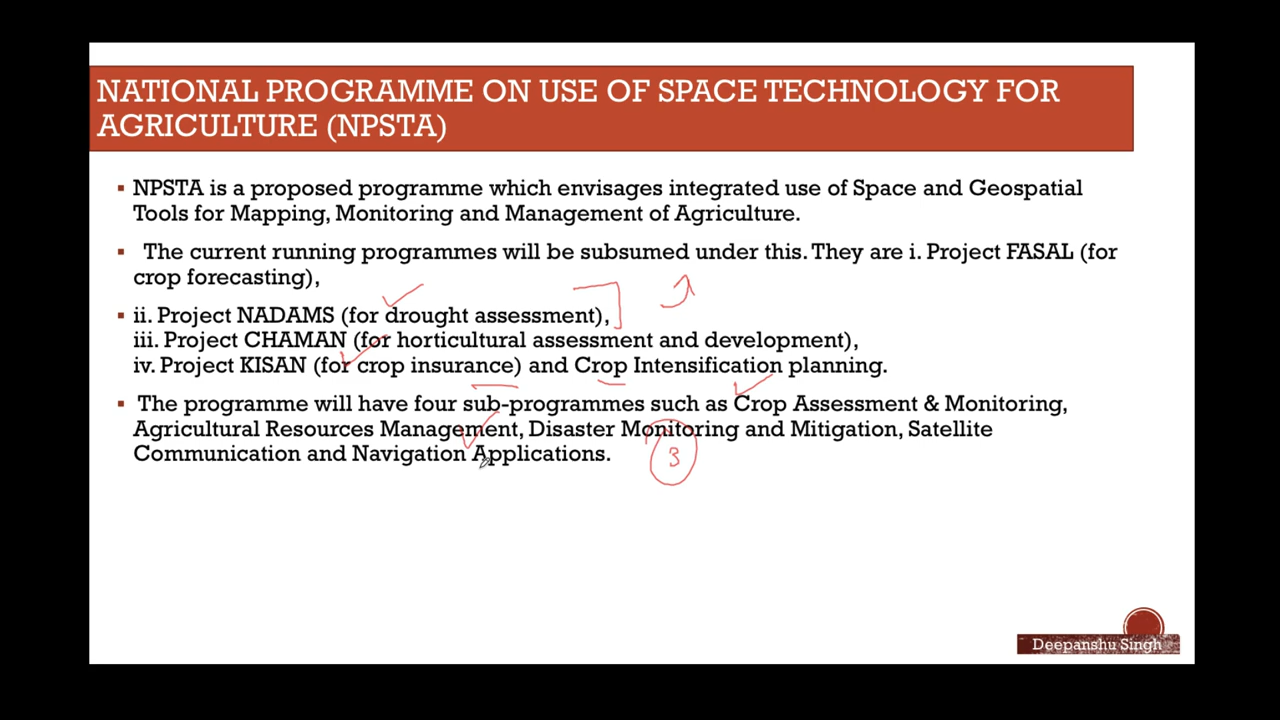 NATIONAL PROGRAMME ON USE OF SPACE TECHNOLOGY FOR
AGRICULTURE (NPSTA)
▪ NPSTA is a proposed programme which envisages integrated use of Space and Geospatial
Tools for Mapping, Monitoring and Management of Agriculture.
▪ The current running programmes will be subsumed under this. They are i. Project FASAL (for
crop forecasting),
▪ ii. Project NADAMS (for drought assessment),
iii. Project CHAMAN (for horticultural assessment and development),
iv. Project KISAN (for crop insurance) and Crop Intensification planning.
▪ The programme will have four sub-programmes such as Crop Assessment & Monitoring,
Agricultural Resources Management, Disaster Monitoring and Mitigation, Satellite
Communication and Navigation Applications.
3
Deepanshu Singh